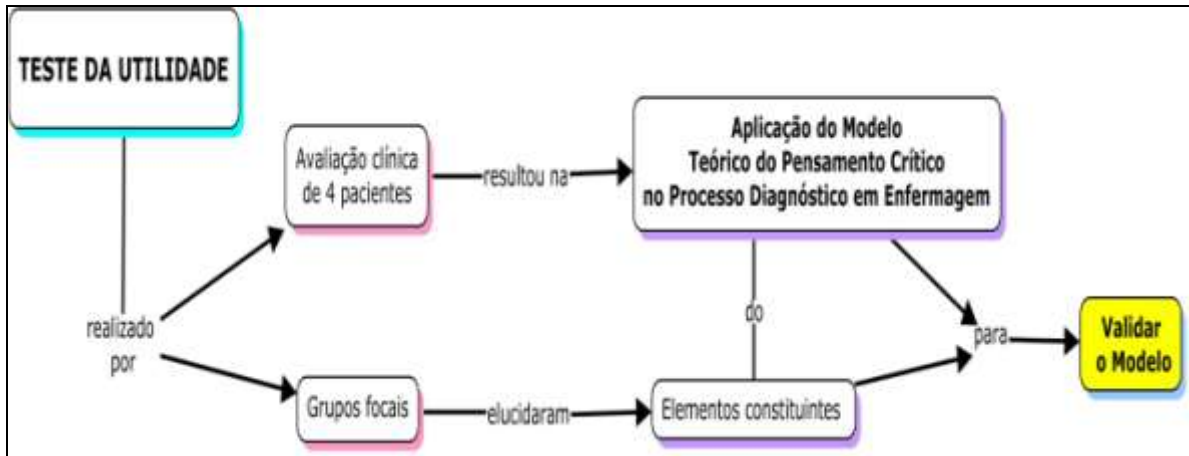 TESTE DA UTILIDADE
realizado
por
Avaliação clínica
de 4 pacientes
resultou na
Aplicação do Modelo
Teórico do Pensamento Crítico
no Processo Diagnóstico em Enfermagem
Grupos focais
elucidaram
Elementos constituintes
do
para
Validar
o Modelo